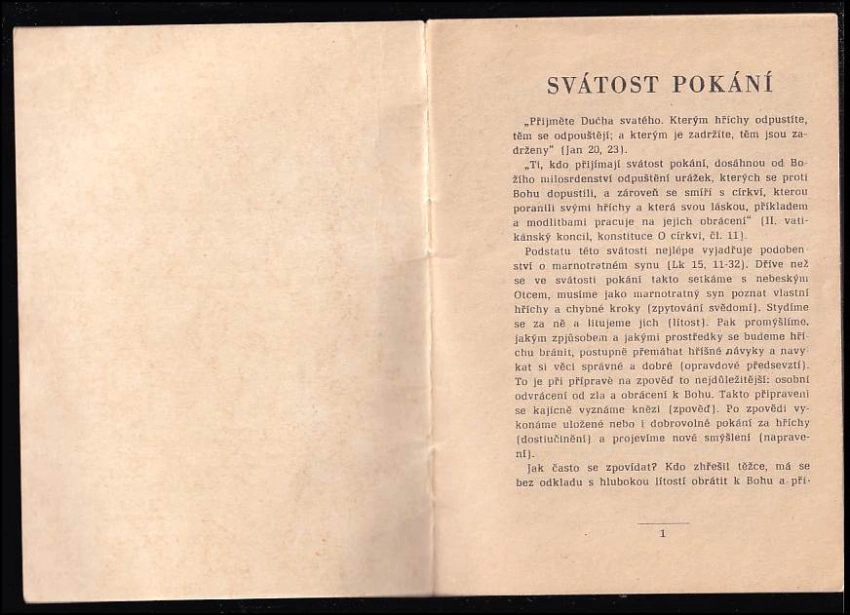 SVÁTOST POKÁNÍ
„Přijměte Ducha svatého. Kterým hříchy odpustíte,
těm se odpouštějí; a kterým je zadržíte, těm jsou za-
drženy" (Jan 20, 23).
„Ti, kdo přijímají svátost pokání, dosáhnou od Bo-
žího milosrdenství odpuštění urážek, kterých se proti
Bohu dopustili, a zároveň se smíří s církví, kterou
poranili svými hříchy a která svou láskou, příkladem
a modlitbami pracuje na jejich obrácení" (II. vati-
kánský koncil, konstituce O církvi, čl. 11).
Podstatu této svátosti nejlépe vyjadřuje podoben-
ství o marnotratném synu (Lk 15, 11-32). Dříve než
se ve svátosti pokání takto setkáme s nebeským
Otcem, musíme jako marnotratný syn poznat vlastní
hříchy a chybné kroky (zpytování svědomí). Stydíme
se za ně a litujeme jich (lítost). Pak promýšlíme,
jakým zpjůsobem a jakými prostředky se budeme hří-
chu bránit, postupně přemáhat hříšné návyky a navy-
kat si věci správné a dobré (opravdové předsevztí).
To je při přípravě na zpověď to nejdůležitější: osobní
odvrácení od zla a obrácení k Bohu. Takto připraveni
se kajícně vyznáme knězi (zpověď). Po zpovědi vy-
konáme uložené nebo i dobrovolné pokání za hříchy
(dostiučinění) a projevíme nové smýšlení (naprave-
ní).
Jak často se zpovídat? Kdo zhřešil těžce, má se
bez odkladu s hlubokou lítostí obrátit k Bohu a při-
1